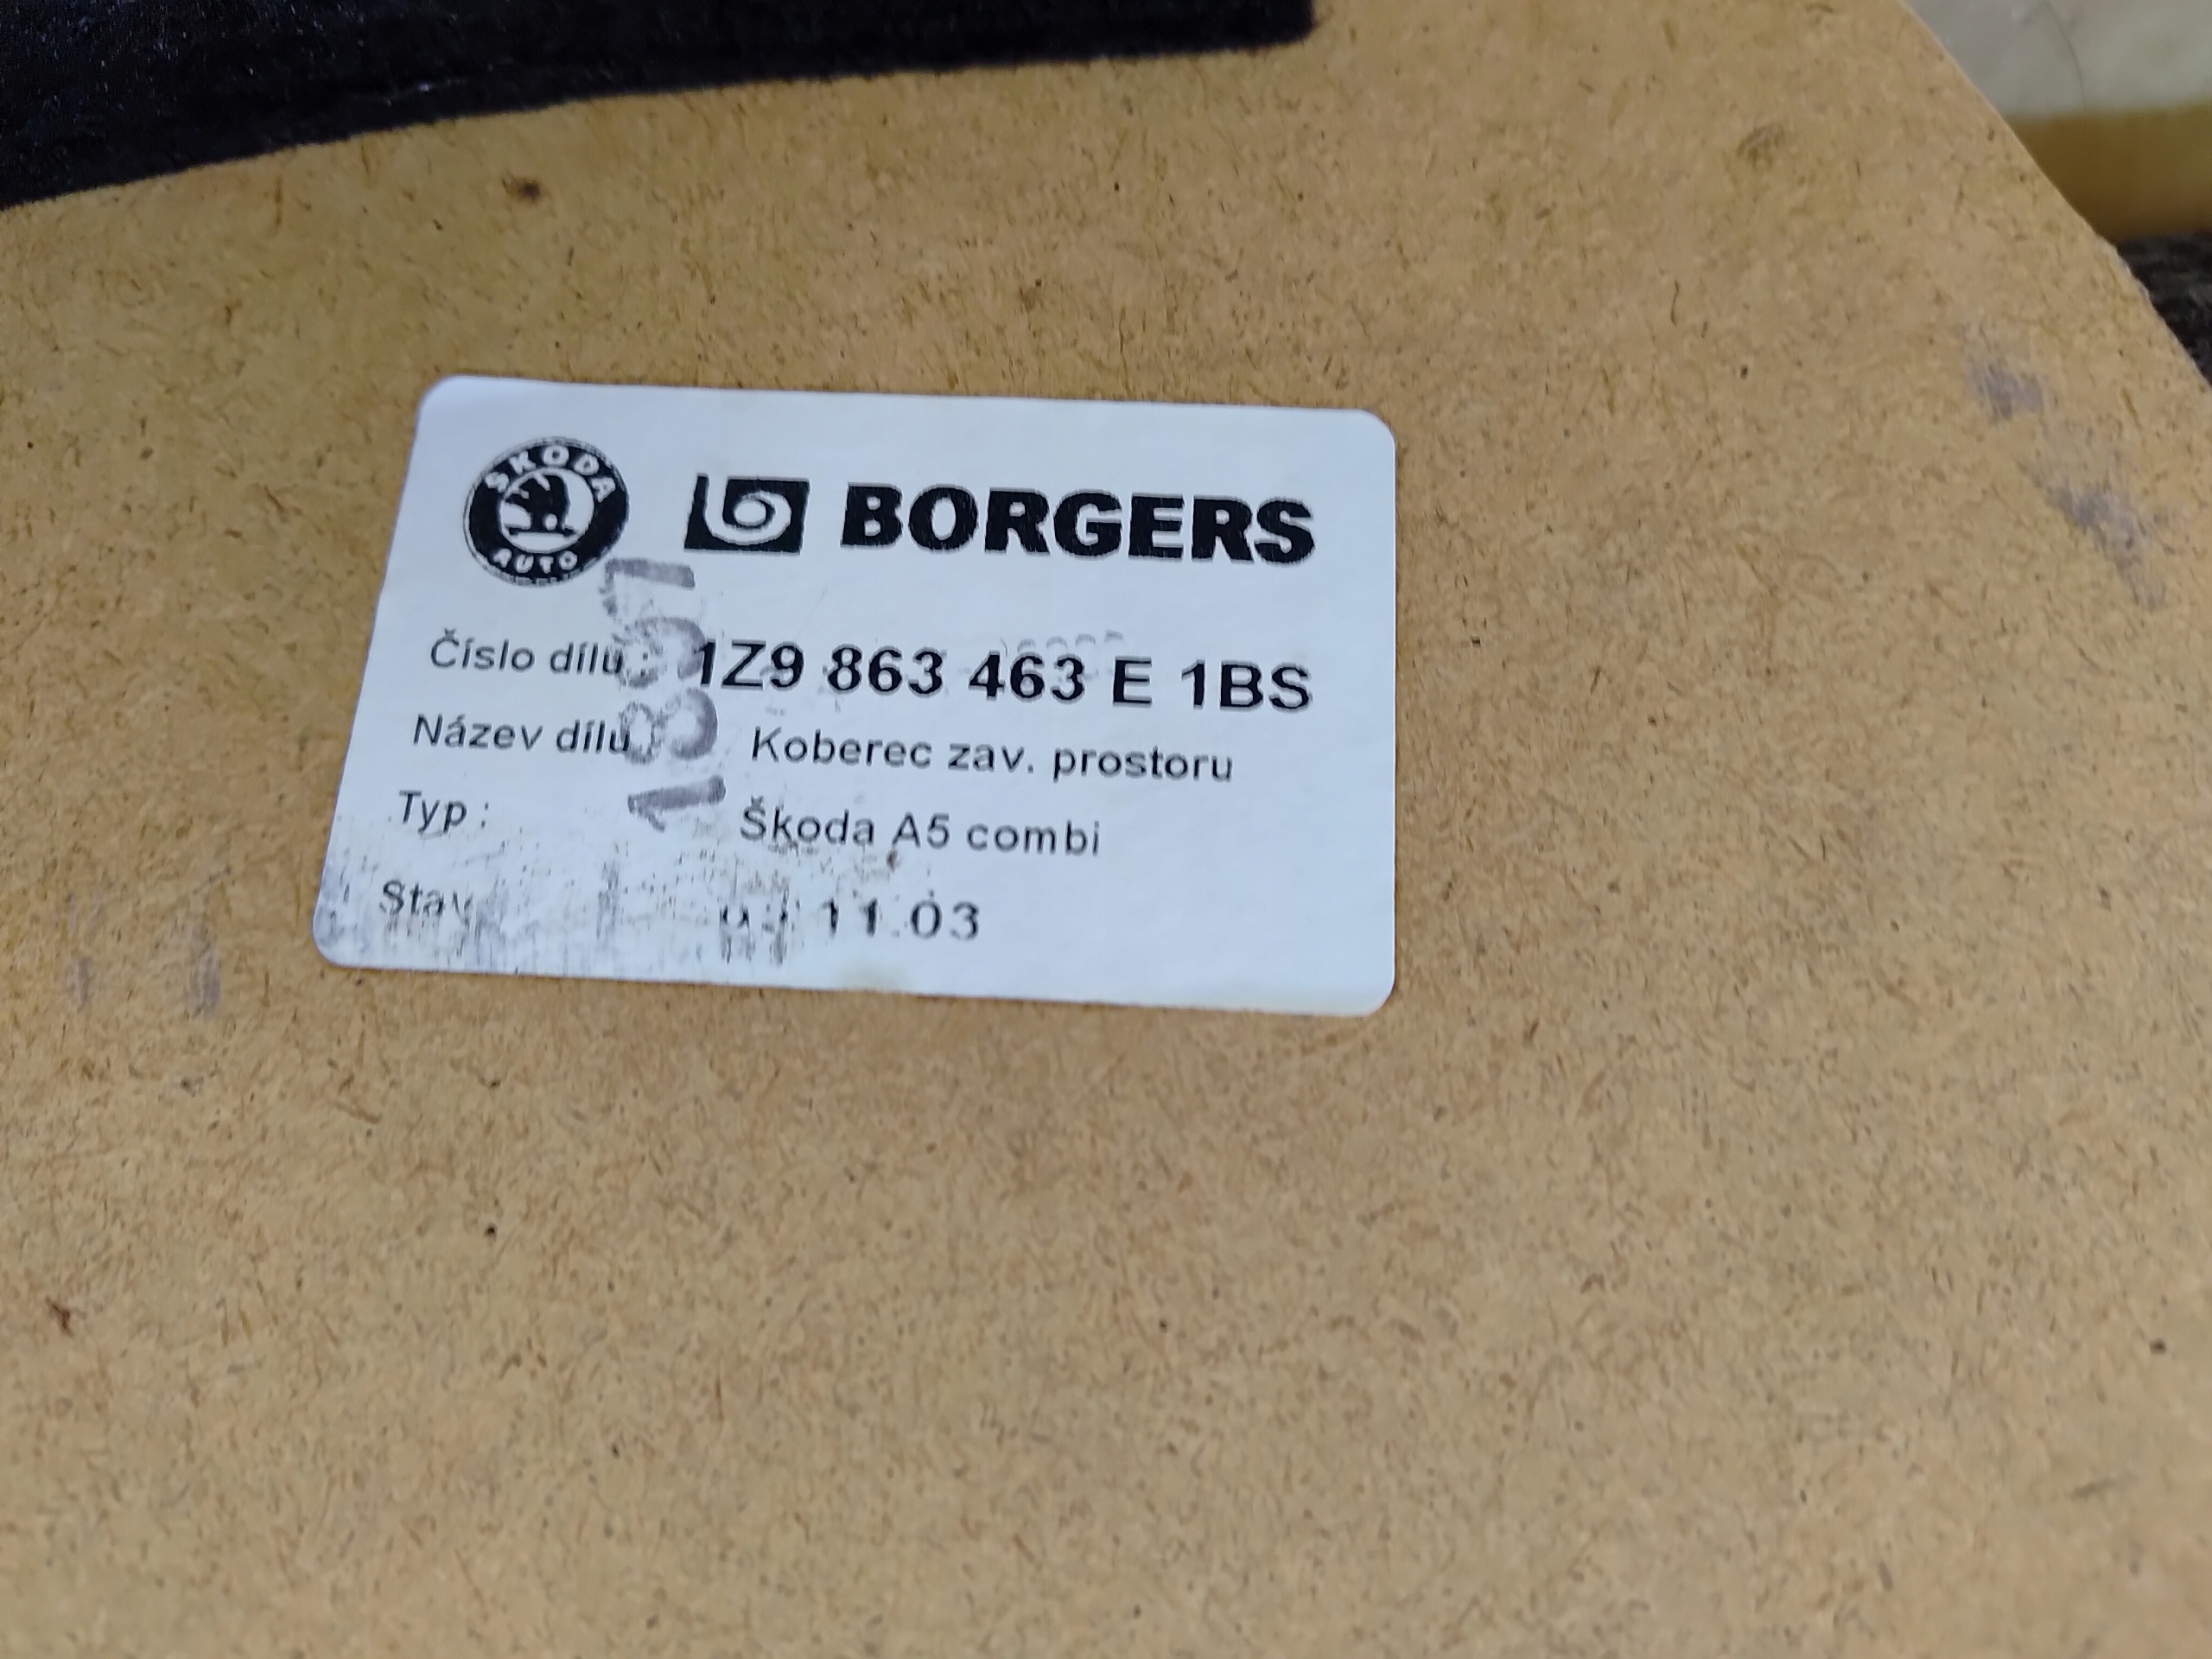 ŠKODA
AUTO
BORGERS
Číslo dílu : 1Z9 863 463 E 1BS
Název dílu Koberec zav. prostoru
Typ : Škoda A5 combi
Stav 11.03